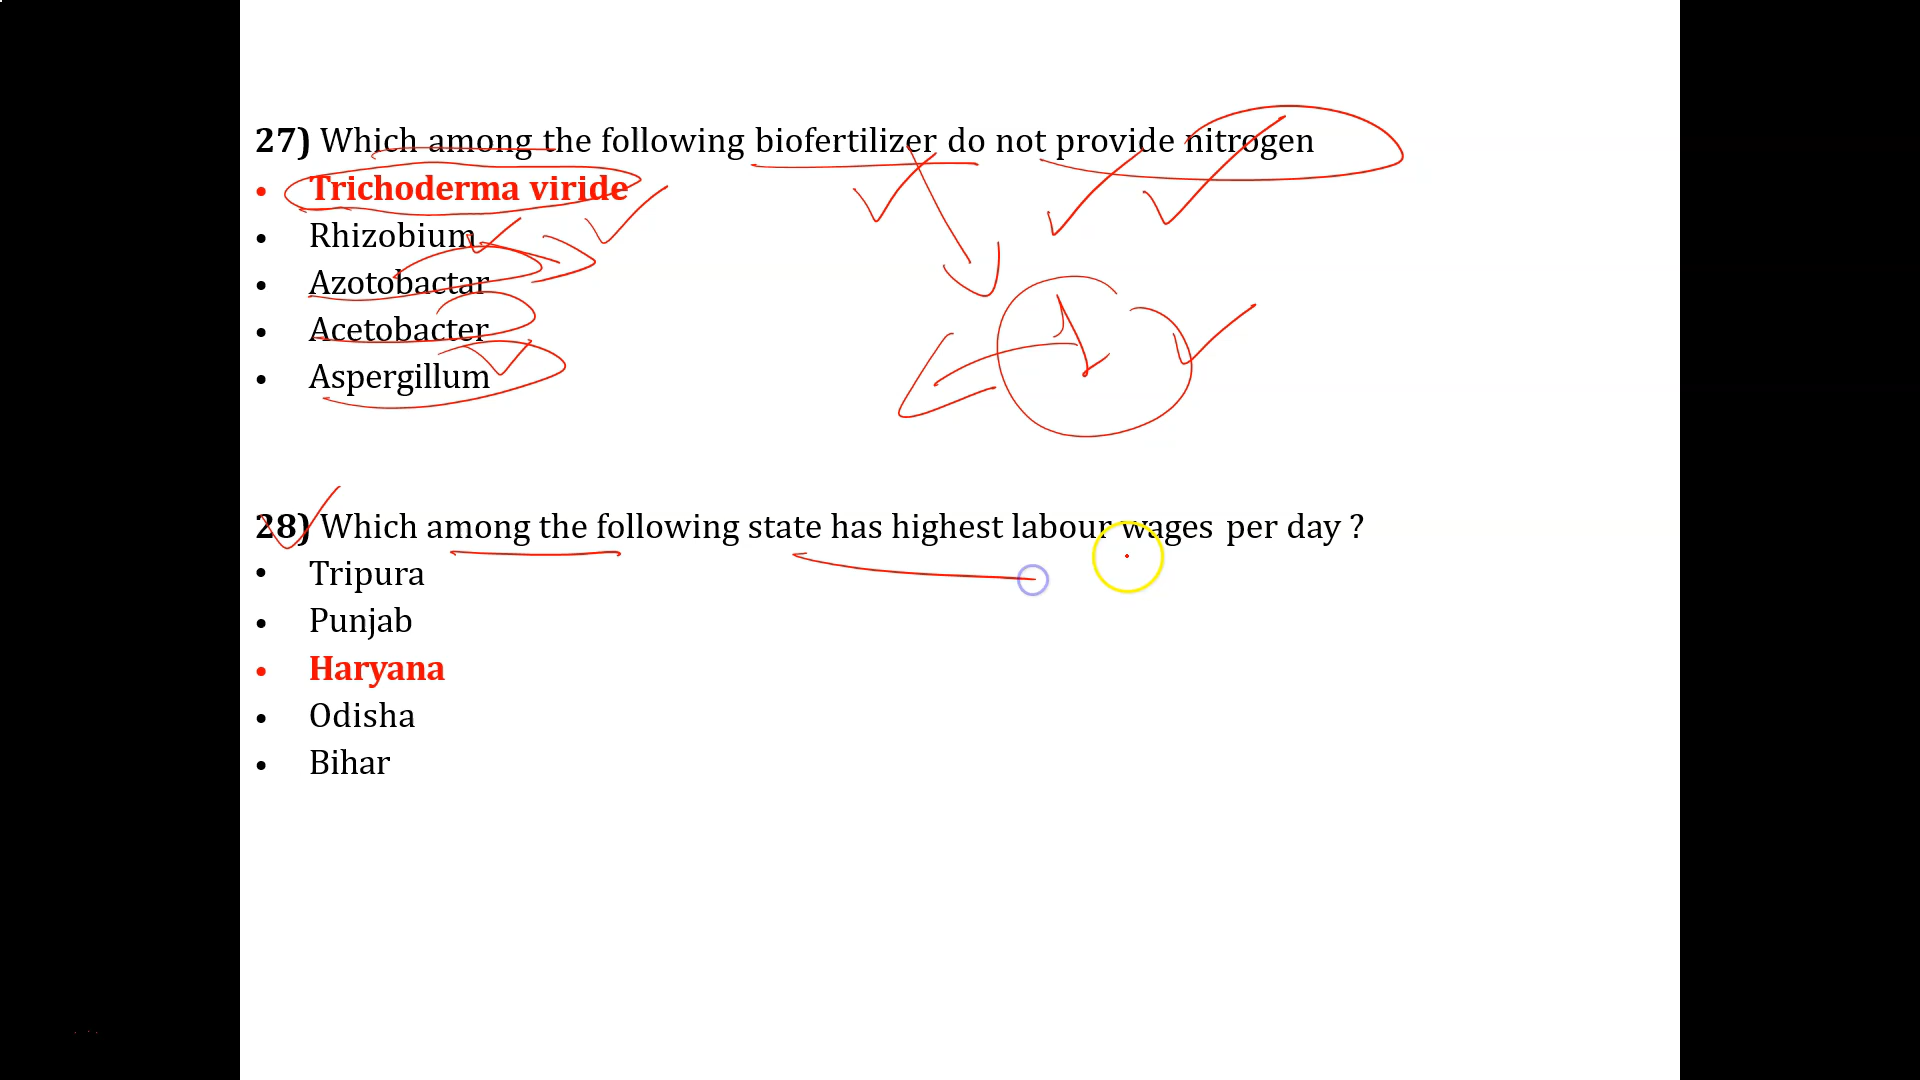 27) Which among the following biofertilizer do not provide nitrogen
• Trichoderma viride
• Rhizobium
• Azotobactar
• Acetobacter
• Aspergillum
28) Which among the following state has highest labour wages per day ?
• Tripura
• Punjab
• Haryana
• Odisha
• Bihar